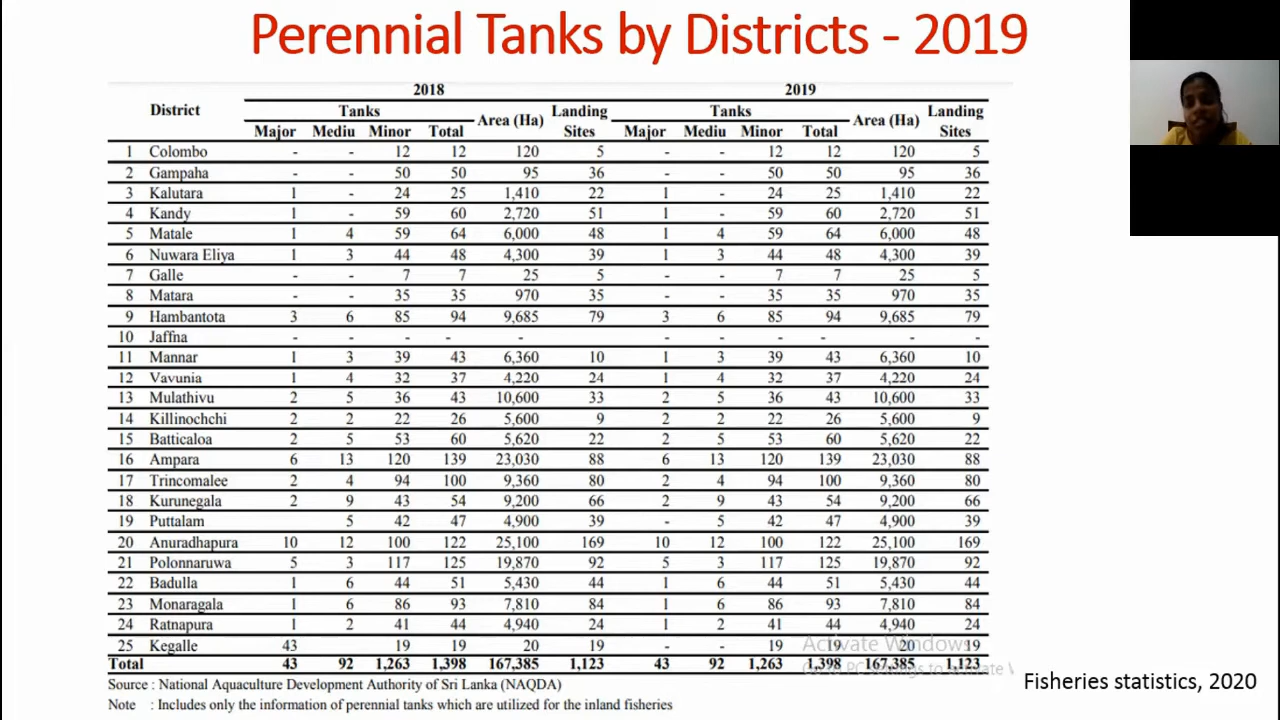 Perennial Tanks by Districts - 2019
2018 2019
District Tanks Area (Ha) Landing Sites Tanks Area (Ha) Landing Sites
Major Mediu Minor Total Major Mediu Minor Total
1 Colombo - - 12 12 120 5 - - 12 12 120 5
2 Gampaha - - 50 50 95 36 - - 50 50 95 36
3 Kalutara 1 - 24 25 1,410 22 1 - 24 25 1,410 22
4 Kandy 1 - 59 60 2,720 51 1 - 59 60 2,720 51
5 Matale 1 4 59 64 6,000 48 1 4 59 64 6,000 48
6 Nuwara Eliya 1 3 44 48 4,300 39 1 3 44 48 4,300 39
7 Galle - - 7 7 25 5 - - 7 7 25 5
8 Matara - - 35 35 970 35 - - 35 35 970 35
9 Hambantota 3 6 85 94 9,685 79 3 6 85 94 9,685 79
10 Jaffna - - - - - - - - - - - -
11 Mannar 1 3 39 43 6,360 10 1 3 39 43 6,360 10
12 Vavunia 1 4 32 37 4,220 24 1 4 32 37 4,220 24
13 Mulathivu 2 5 36 43 10,600 33 2 5 36 43 10,600 33
14 Killinochchi 2 2 22 26 5,600 9 2 2 22 26 5,600 9
15 Batticaloa 2 5 53 60 5,620 22 2 5 53 60 5,620 22
16 Ampara 6 13 120 139 23,030 88 6 13 120 139 23,030 88
17 Trincomalee 2 4 94 100 9,360 80 2 4 94 100 9,360 80
18 Kurunegala 2 9 43 54 9,200 66 2 9 43 54 9,200 66
19 Puttalam 5 42 47 4,900 39 - 5 42 47 4,900 39
20 Anuradhapura 10 12 100 122 25,100 169 10 12 100 122 25,100 169
21 Polonnaruwa 5 3 117 125 19,870 92 5 3 117 125 19,870 92
22 Badulla 1 6 44 51 5,430 44 1 6 44 51 5,430 44
23 Monaragala 1 6 86 93 7,810 84 1 6 86 93 7,810 84
24 Ratnapura 1 2 41 44 4,940 24 1 2 41 44 4,940 24
25 Kegalle 43 19 19 20 19 - - 19 19 20 19
Total 43 92 1,263 1,398 167,385 1,123 43 92 1,263 1,398 167,385 1,123
Activate Windows
PC settings to activate
Source : National Aquaculture Development Authority of Sri Lanka (NAQDA)
Note : Includes only the information of perennial tanks which are utilized for the inland fisheries
Fisheries statistics, 2020